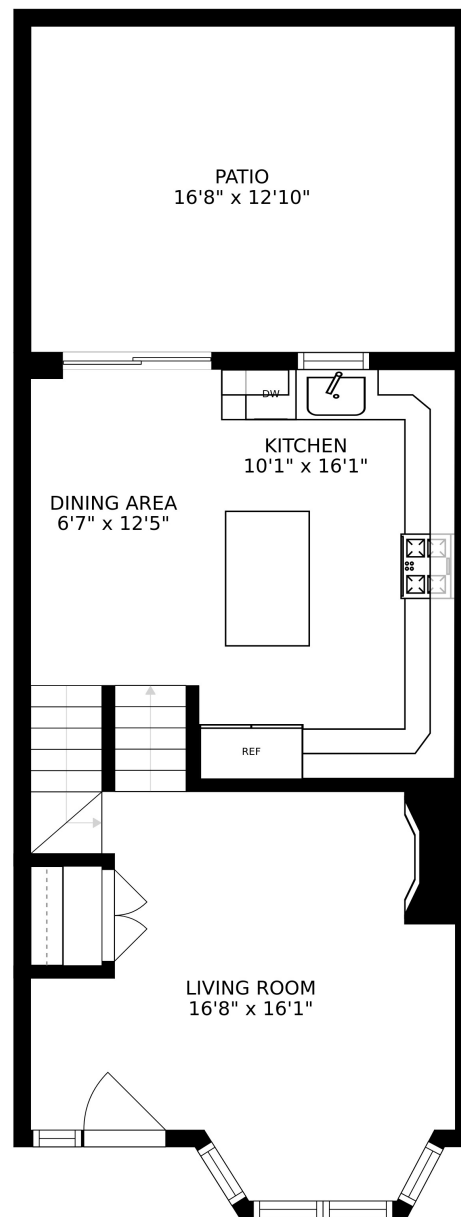 PATIO
16'8" x 12'10"
DW
KITCHEN
10'1" x 16'1"
DINING AREA
6'7" x 12'5"
REF
LIVING ROOM
16'8" x 16'1"